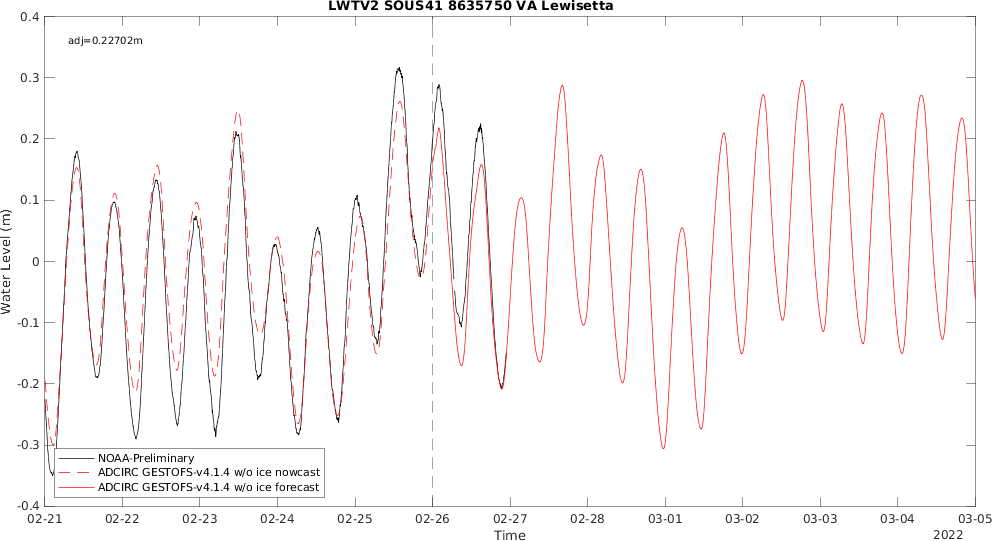 LWTV2 SOUS41 8635750 VA Lewisetta
adj=0.22702m
0.4
0.3
0.2
0.1
0
-0.1
-0.2
-0.3
-0.4
Water Level (m)
NOAA-Preliminary
ADCIRC GESTOFS-v4.1.4 w/o ice nowcast
ADCIRC GESTOFS-v4.1.4 w/o ice forecast
02-21 02-22 02-23 02-24 02-25 02-26 02-27 02-28 03-01 03-02 03-03 03-04 03-05
Time
2022